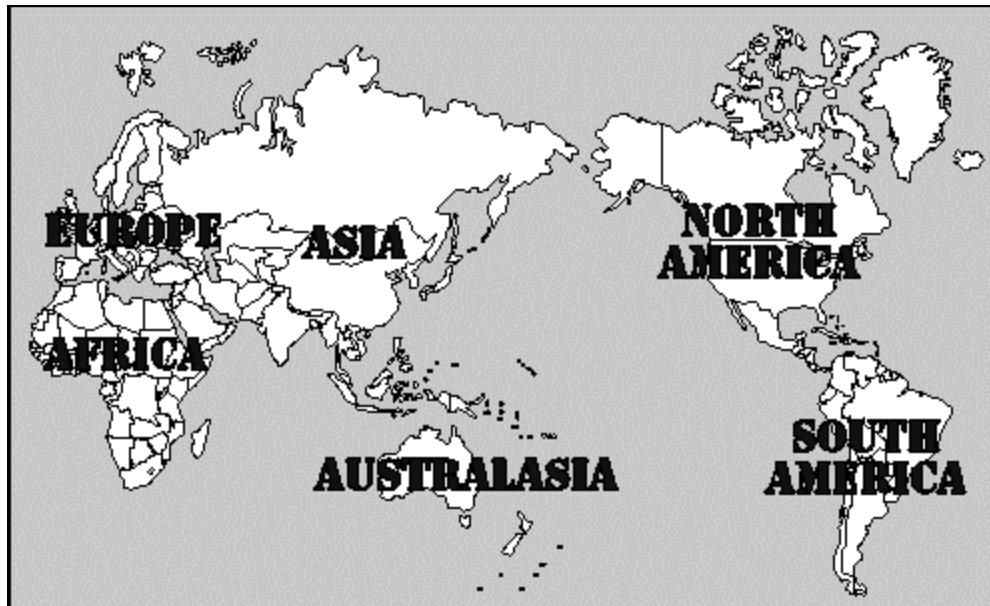 EUROPE
ASIA
NORTH
AMERICA
AFRICA
SOUTH
AMERICA
AUSTRALASIA